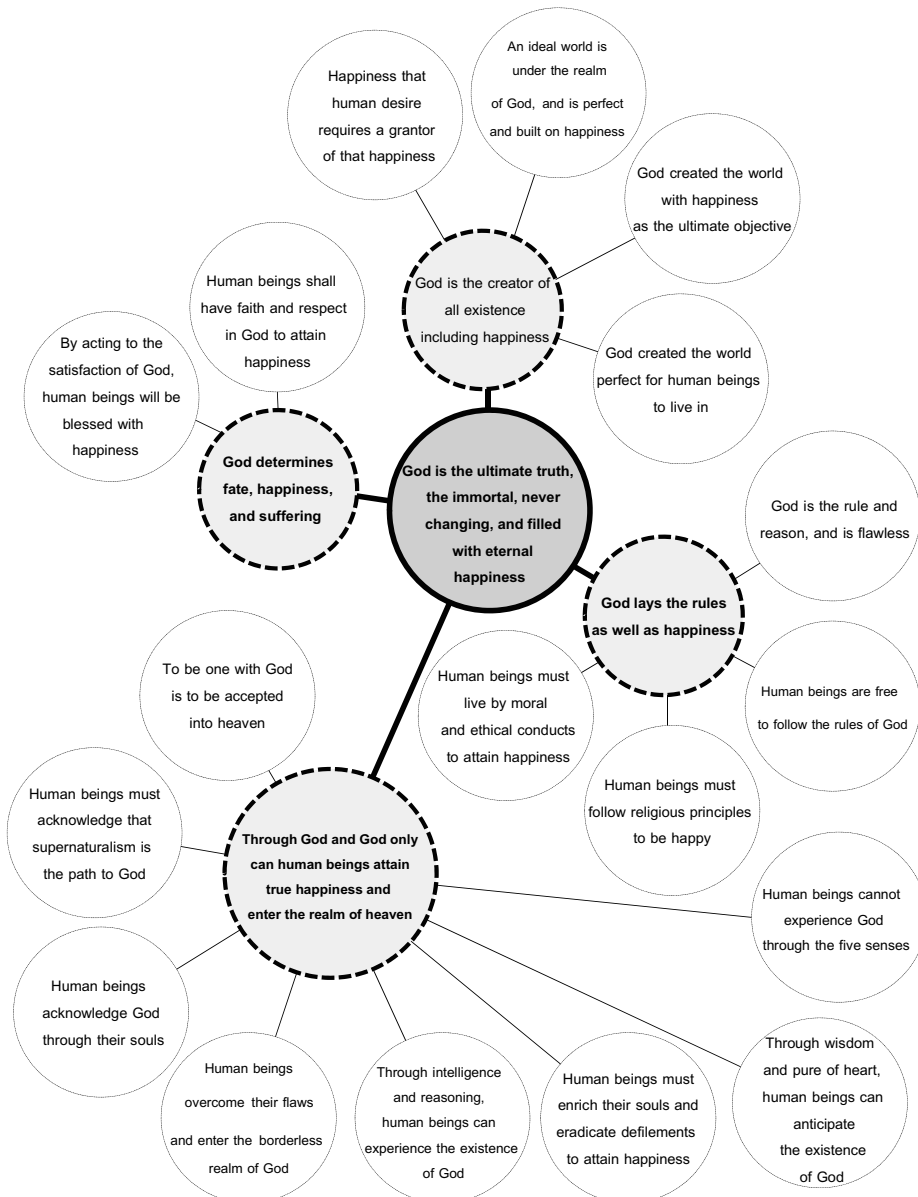 An ideal world is
under the realm
of God, and is perfect
and built on happiness
Happiness that
human desire
requires a grantor
of that happiness
God created the world
with happiness
as the ultimate objective
God is the creator of
all existence
including happiness
Human beings shall
have faith and respect
in God to attain
happiness
By acting to the
satisfaction of God,
human beings will be
blessed with
happiness
God created the world
perfect for human beings
to live in
God determines
fate, happiness,
and suffering
God is the ultimate truth,
the immortal, never
changing, and filled
with eternal
happiness
God is the rule and
reason, and is flawless
God lays the rules
as well as happiness
To be one with God
is to be accepted
into heaven
Human beings must
live by moral
and ethical conducts
to attain happiness
Human beings are free
to follow the rules of God
Human beings must
follow religious principles
to be happy
Human beings must
acknowledge that
supernaturalism is
the path to God
Through God and God only
can human beings attain
true happiness and
enter the realm of heaven
Human beings cannot
experience God
through the five senses
Human beings
acknowledge God
through their souls
Human beings
overcome their flaws
and enter the borderless
realm of God
Through intelligence
and reasoning,
human beings can
experience the existence
of God
Human beings must
enrich their souls and
eradicate defilements
to attain happiness
Through wisdom
and pure of heart,
human beings can
anticipate
the existence
of God